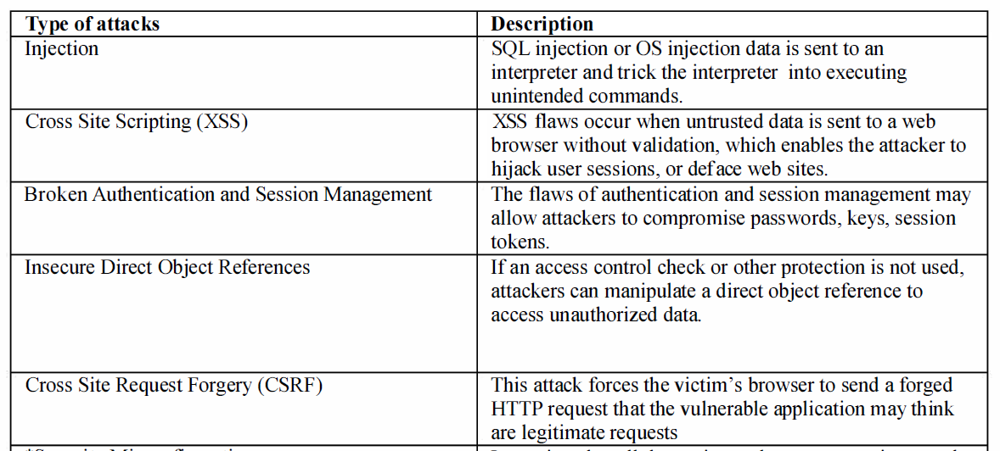 Type of attacks
Description
Injection
SQL injection or OS injection data is sent to an
interpreter and trick the interpreter into executing
unintended commands.
Cross Site Scripting (XSS)
XSS flaws occur when untrusted data is sent to a web
browser without validation, which enables the attacker to
hijack user sessions, or deface web sites.
Broken Authentication and Session Management
The flaws of authentication and session management may
allow attackers to compromise passwords, keys, session
tokens.
Insecure Direct Object References
If an access control check or other protection is not used,
attackers can manipulate a direct object reference to
access unauthorized data.
Cross Site Request Forgery (CSRF)
This attack forces the victim's browser to send a forged
HTTP request that the vulnerable application may think
are legitimate requests